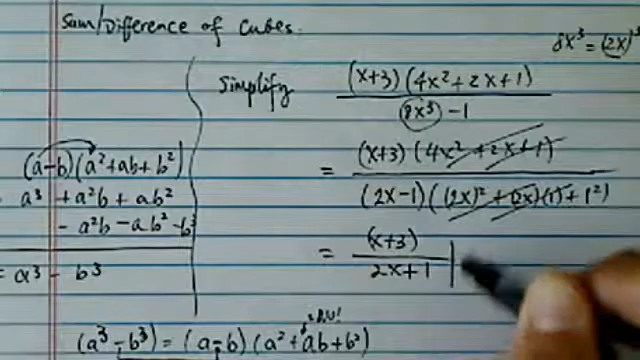 Sum/Difference of Cubes.
8x³ = (2x)³
Simplify (x+3)(4x²+2x+1) / 8x³ -1
= (x+3)(4x²+2x+1) / (2x-1)((2x)²+(2x)(1)+1²)
= (x+3) / 2x+1
(a-b)(a²+ab+b²)
a³ +a²b + ab²
- a²b - ab² - b³
= a³ - b³
(a³-b³) = (a-b)(a²+ab+b²)